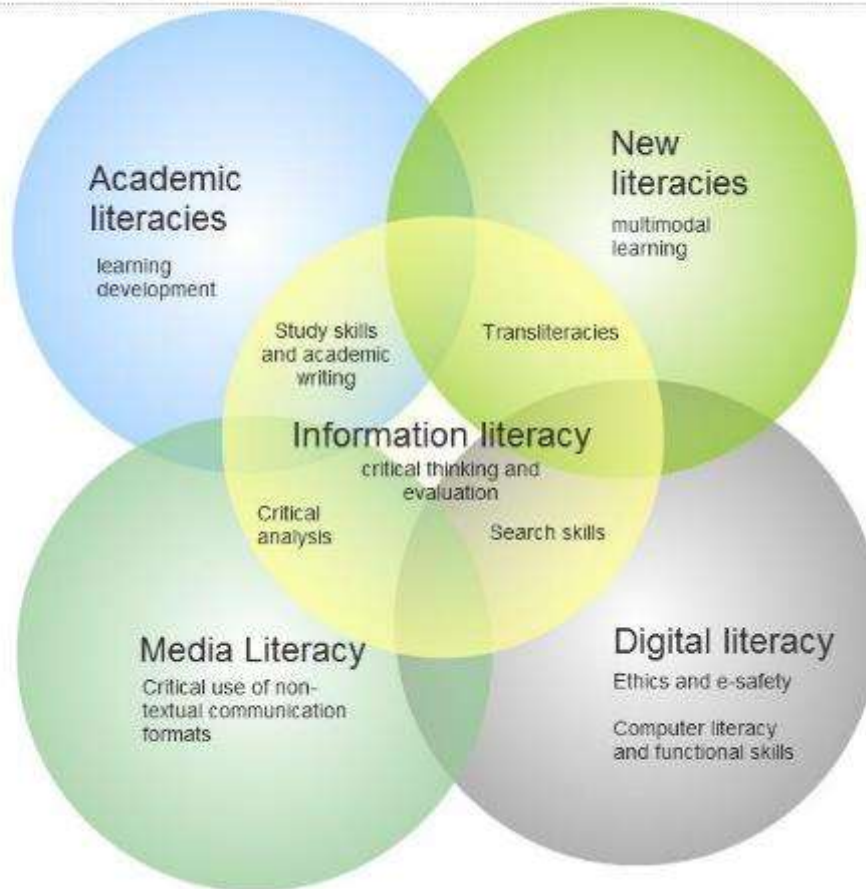 Academic
literacies
learning
development
New
literacies
multimodal
learning
Study skills
and academic
writing
Transliteracies
Information literacy
critical thinking and
evaluation
Critical
analysis
Search skills
Media Literacy
Critical use of non-
textual communication
formats
Digital literacy
Ethics and e-safety
Computer literacy
and functional skills